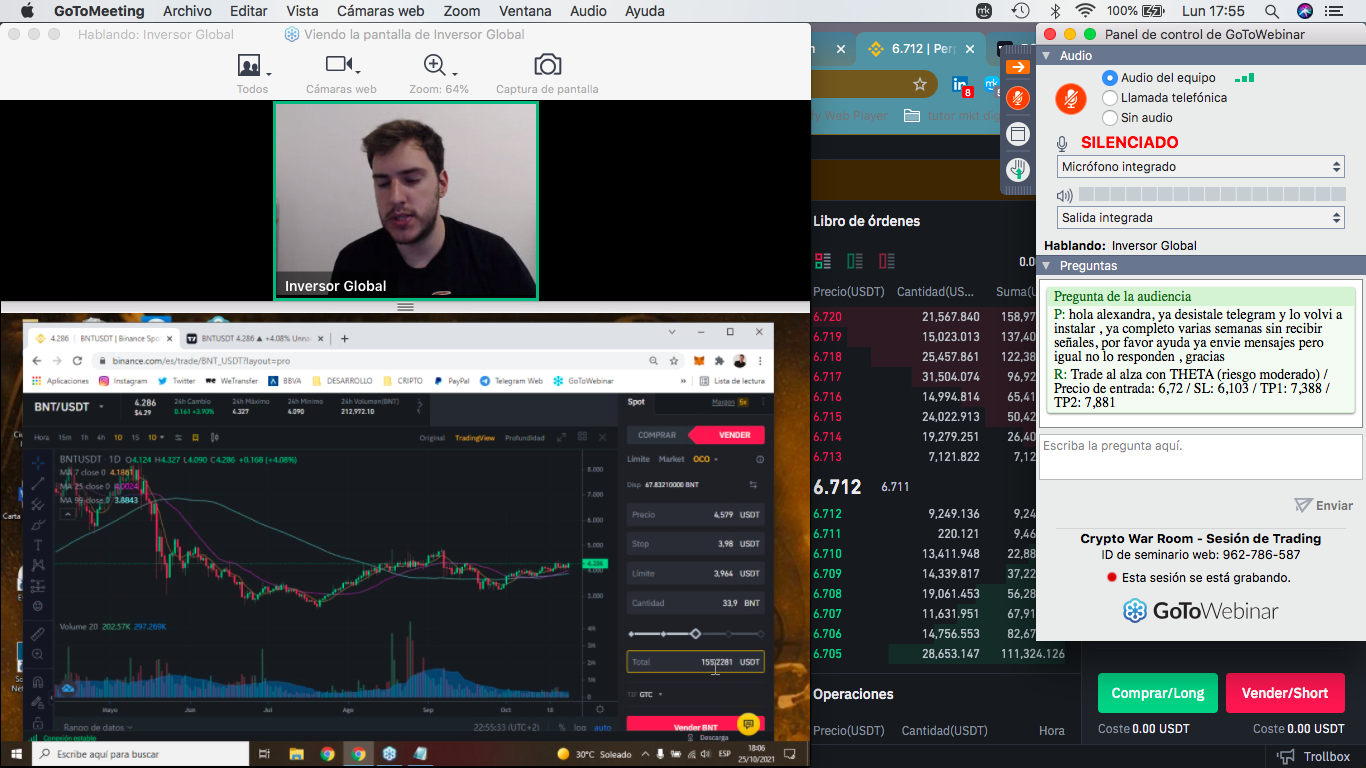 GoToMeeting Archivo Editar Vista Cámaras web Zoom Ventana Audio Ayuda
100% Lun 17:55
Hablando: Inversor Global
Viendo la pantalla de Inversor Global
Todos
Cámaras web
Zoom: 64%
Captura de pantalla
Inversor Global
4.286 | BNTUSDT | Binance Spo
BNTUSDT 4.286 ▲ +4.08% Unna
binance.com/es/trade/BNT_USDT?layout=pro
Aplicaciones Instagram Twitter WeTransfer BBVA DESARROLLO CRIPTO PayPal Telegram Web GoToWebinar » Lista de lectura
BNT/USDT
4.286
$4.29
24h Cambio
0.161 +3.90%
24h Máximo
4.327
24h Mínimo
4.090
24h Volumen(BNT)
212,972.10
Hora 15m 1h 4h 1D 1S 1D
Original TradingView Profundidad
BNTUSDT 1D O4.124 H4.327 L4.090 C4.286 +0.168 (+4.08%)
MA 7 close 0 4.1861
MA 25 close 0 4.0024
MA 99 close 0 3.8843
8.000
7.000
6.000
5.000
4.286
4.000
3.000
Volume 20 202.57K 297.269K
4M
3M
2M
1M
Mayo Jun Jul Ago Sep Oct 18
Rango de datos
22:55:33 (UTC+2) % log auto
Conexión estable
Spot
Margen 5x
COMPRAR
VENDER
Límite Market OCO
Disp 67.83210000 BNT
Precio 4,579 USDT
Stop 3,98 USDT
Límite 3,964 USDT
Cantidad 33,9 BNT
Total 155,2281 USDT
TIF GTC
Vender BNT
Descarga
Escribe aquí para buscar
30°C Soleado
ESP
18:06
25/10/2021
6.712 | Perp
8
y Web Player
tutor mkt dig
Libro de órdenes
0.0
Precio(USDT) Cantidad(US... Suma(U
6.720 21,567.840 158,97
6.719 15,023.013 137,40
6.718 25,457.861 122,38
6.717 31,504.074 96,92
6.716 14,994.814 65,41
6.715 24,022.913 50,42
6.714 19,279.251 26,40
6.713 7,121.822 7,12
6.712 6.711
6.712 9,249.136 9,24
6.711 220.121 9,46
6.710 13,411.948 22,88
6.709 14,339.817 37,22
6.708 19,061.453 56,28
6.707 11,631.951 67,91
6.706 14,756.553 82,67
6.705 28,653.147 111,324.126
Operaciones
Precio(USDT) Cantidad(USDT) Hora
Panel de control de GoToWebinar
Audio
Audio del equipo
Llamada telefónica
Sin audio
SILENCIADO
Micrófono integrado
Salida integrada
Hablando: Inversor Global
Preguntas
Pregunta de la audiencia
P: hola alexandra, ya desistale telegram y lo volvi a
instalar , ya completo varias semanas sin recibir
señales, por favor ayuda ya envie mensajes pero
igual no lo responden , gracias
R: Trade al alza con THETA (riesgo moderado) /
Precio de entrada: 6,72 / SL: 6,103 / TP1: 7,388 /
TP2: 7,881
Escriba la pregunta aquí.
Enviar
Crypto War Room - Sesión de Trading
ID de seminario web: 962-786-587
Esta sesión se está grabando.
GoToWebinar
Comprar/Long
Vender/Short
Coste 0.00 USDT
Coste 0.00 USDT
Trollbox